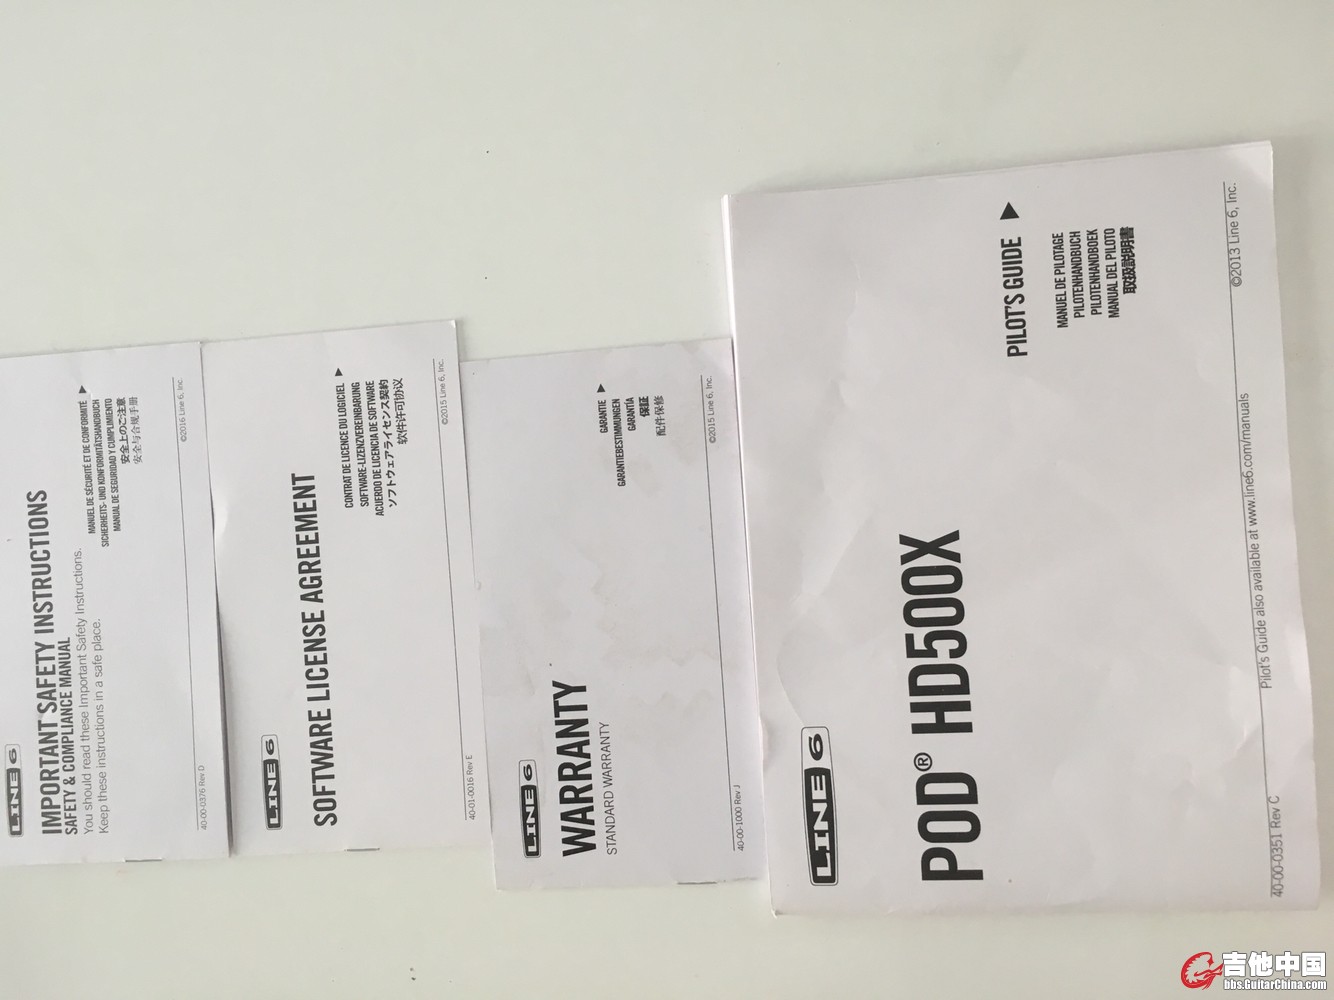 LINE 6
IMPORTANT SAFETY INSTRUCTIONS
SAFETY & COMPLIANCE MANUAL
You should read these Important Safety Instructions.
Keep these instructions in a safe place.
MANUEL DE SÉCURITÉ ET DE CONFORMITÉ
SICHERHEITS- UND KONFORMITÄTSHANDBUCH
MANUAL DE SEGURIDAD Y CUMPLIMIENTO
安全上のご注意
安全与合规手册
40-00-0376 Rev D
©2016 Line 6, Inc.
LINE 6
SOFTWARE LICENSE AGREEMENT
CONTRAT DE LICENCE DU LOGICIEL
SOFTWARE-LIZENZVEREINBARUNG
ACUERDO DE LICENCIA DE SOFTWARE
ソフトウェアライセンス契約
软件许可协议
40-01-0016 Rev E
©2015 Line 6, Inc.
LINE 6
WARRANTY
STANDARD WARRANTY
GARANTIE
GARANTIEBESTIMMUNGEN
GARANTÍA
保証
配件保修
40-00-1000 Rev J
©2015 Line 6, Inc.
LINE 6
POD® HD500X
PILOT'S GUIDE
MANUEL DE PILOTAGE
PILOTENHANDBUCH
PILOTENHANDBOEK
MANUAL DEL PILOTO
取扱説明書
40-00-0351 Rev C
Pilot's Guide also available at www.line6.com/manuals
©2013 Line 6, Inc.
吉他中国
bbs.GuitarChina.com